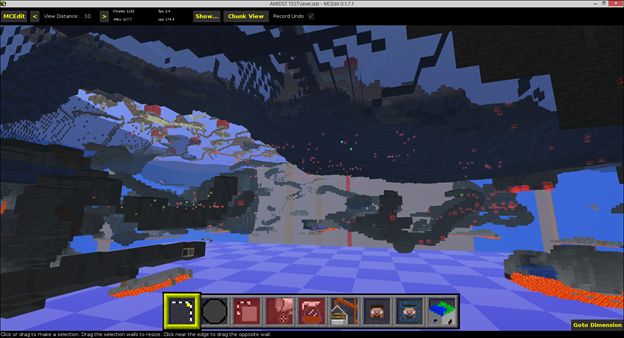 AMIDST TEST\level.dat - MCEdit 0.1.7.1
MCEdit < View Distance: 10 > Show... Chunk View Record Undo
Click or drag to make a selection. Drag the selection walls to resize. Click near the edge to drag the opposite wall.
Goto Dimension